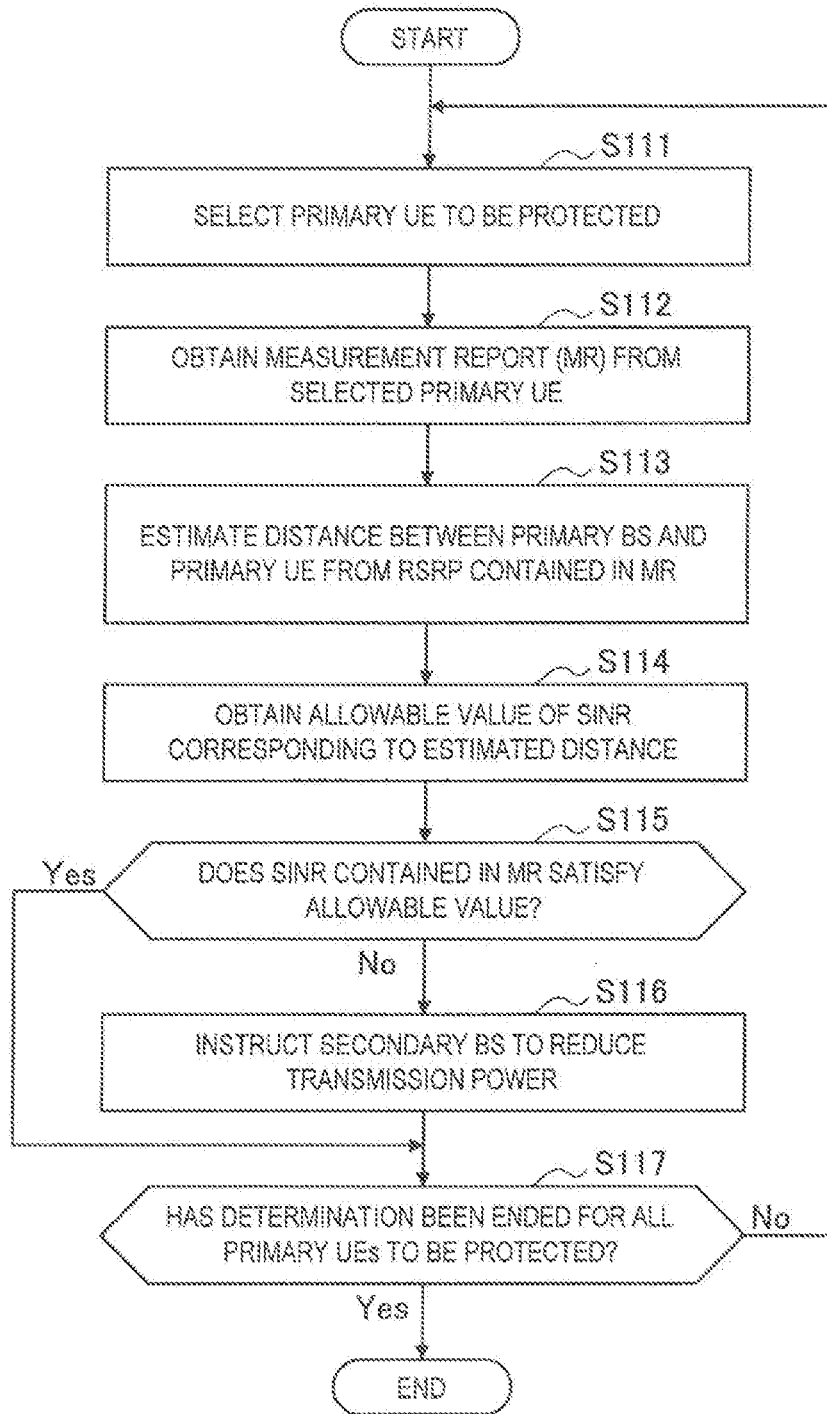 START
S111
SELECT PRIMARY UE TO BE PROTECTED
S112
OBTAIN MEASUREMENT REPORT (MR) FROM
SELECTED PRIMARY UE
S113
ESTIMATE DISTANCE BETWEEN PRIMARY BS AND
PRIMARY UE FROM RSRP CONTAINED IN MR
S114
OBTAIN ALLOWABLE VALUE OF SINR
CORRESPONDING TO ESTIMATED DISTANCE
S115
Yes
DOES SINR CONTAINED IN MR SATISFY
ALLOWABLE VALUE?
No
S116
INSTRUCT SECONDARY BS TO REDUCE
TRANSMISSION POWER
S117
HAS DETERMINATION BEEN ENDED FOR ALL
PRIMARY UEs TO BE PROTECTED?
No
Yes
END